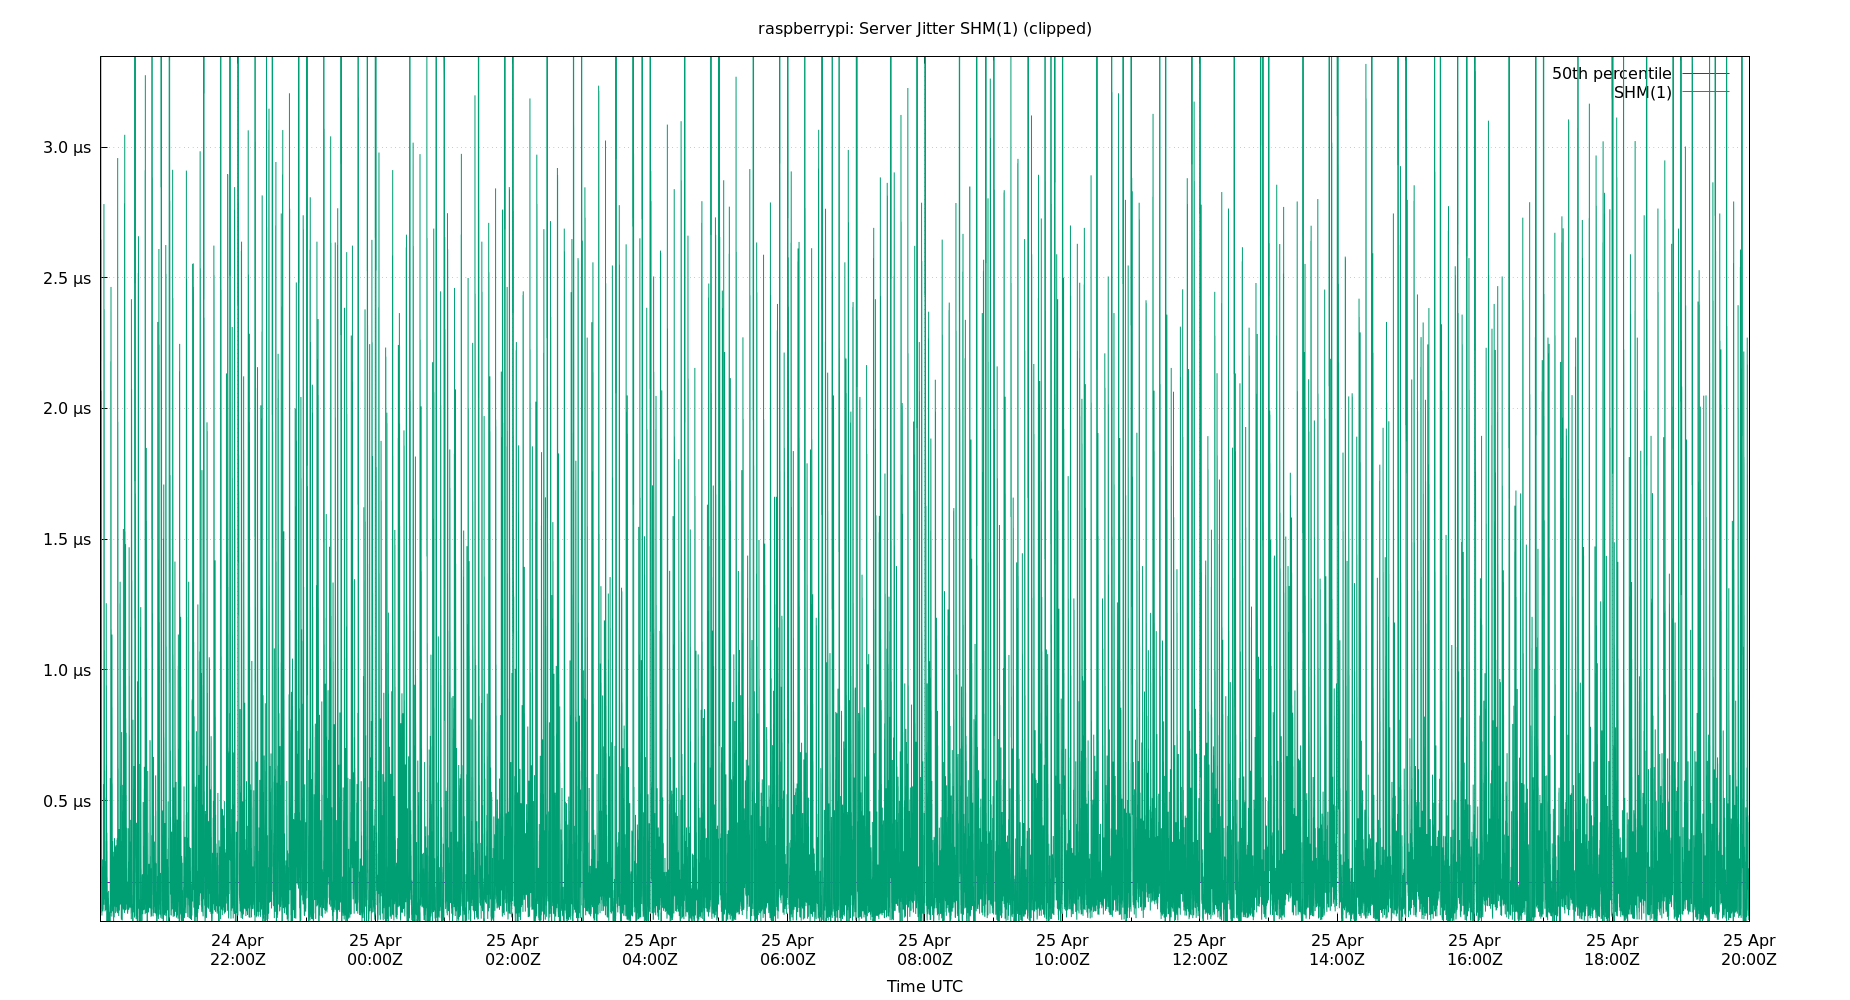 raspberrypi: Server Jitter SHM(1) (clipped)
50th percentile
SHM(1)
3.0 µs
2.5 µs
2.0 µs
1.5 µs
1.0 µs
0.5 µs
24 Apr 25 Apr 25 Apr 25 Apr 25 Apr 25 Apr 25 Apr 25 Apr 25 Apr 25 Apr 25 Apr 25 Apr
22:00Z 00:00Z 02:00Z 04:00Z 06:00Z 08:00Z 10:00Z 12:00Z 14:00Z 16:00Z 18:00Z 20:00Z
Time UTC